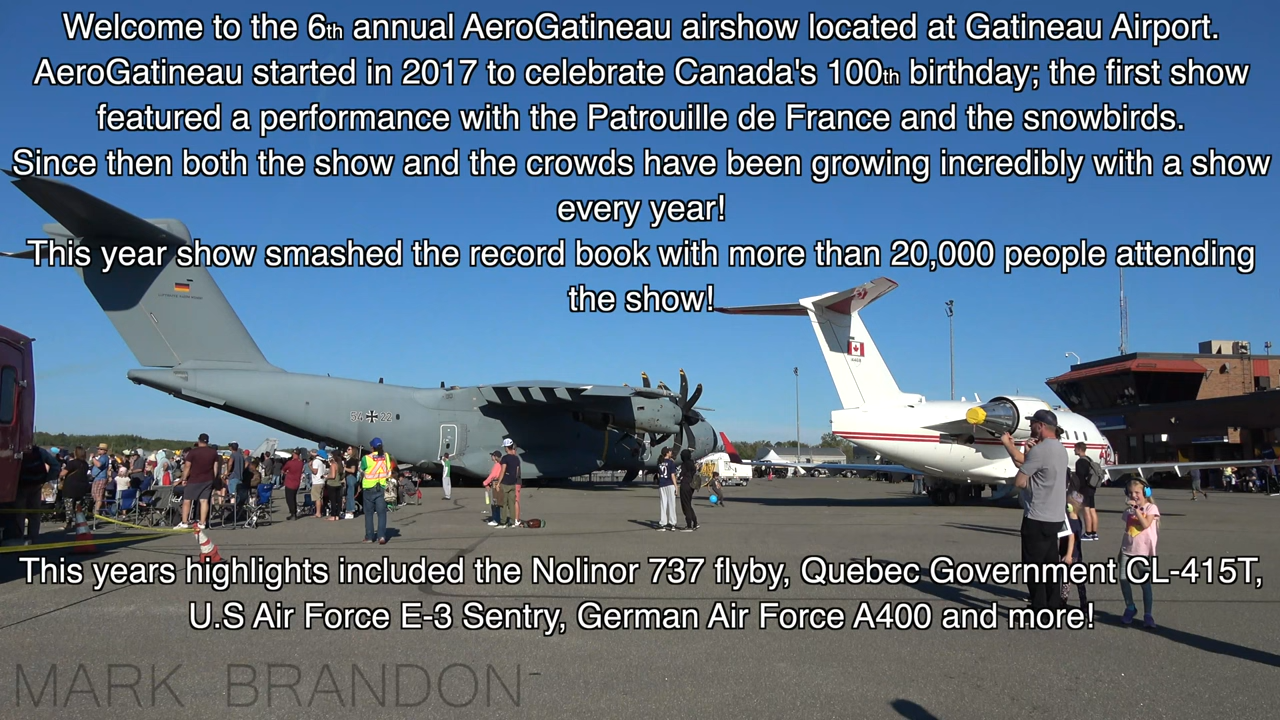 Welcome to the 6th annual AeroGatineau airshow located at Gatineau Airport.
AeroGatineau started in 2017 to celebrate Canada's 100th birthday; the first show
featured a performance with the Patrouille de France and the snowbirds.
Since then both the show and the crowds have been growing incredibly with a show
every year!
This year show smashed the record book with more than 20,000 people attending
the show!
54 22
This years highlights included the Nolinor 737 flyby, Quebec Government CL-415T,
U.S Air Force E-3 Sentry, German Air Force A400 and more!
MARK BRANDON